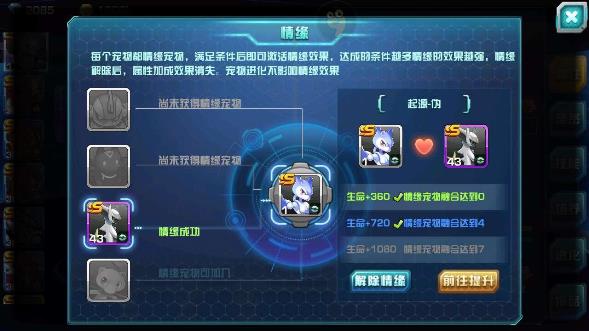 2085
情缘
每个宠物都情缘宠物，满足条件后即可激活情缘效果，达成的条件越多情缘的效果越强，情缘
解除后，属性加成效果消失。宠物进化不影响情缘效果
尚未获得情缘宠物
尚未获得情缘宠物
S
43
情缘成功
情缘宠物可加入
S
1
起源-伪
S
1
S
43
生命+360 情缘宠物融合达到0
生命+720 情缘宠物融合达到4
生命+1080 情缘宠物融合达到7
解除情缘
前往提升